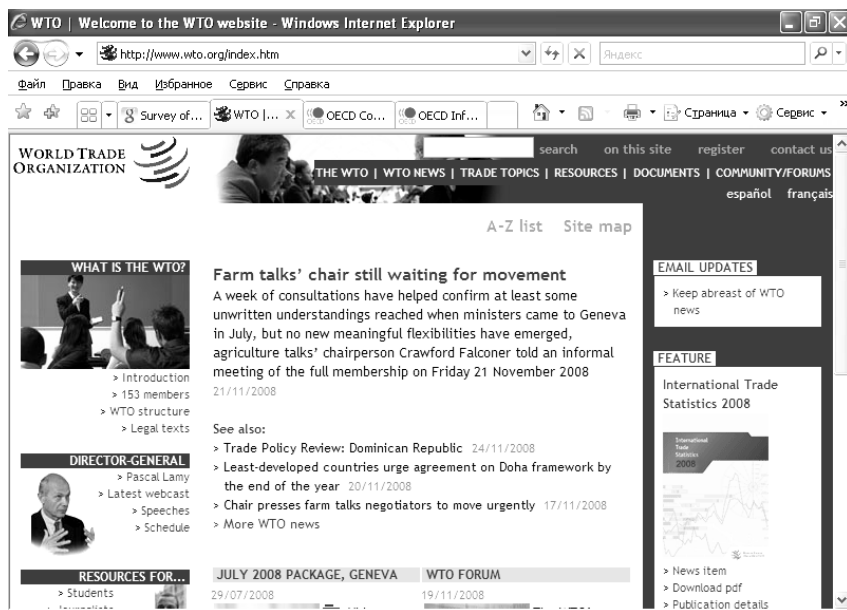 WTO | Welcome to the WTO website - Windows Internet Explorer
http://www.wto.org/index.htm
Яндекс
Файл Правка Вид Избранное Сервис Справка
Survey of...
WTO |...
OECD Co...
OECD Inf...
Страница
Сервис
WORLD TRADE
ORGANIZATION
search on this site register contact us
THE WTO | WTO NEWS | TRADE TOPICS | RESOURCES | DOCUMENTS | COMMUNITY/FORUMS
español français
A-Z list Site map
WHAT IS THE WTO?
> Introduction
> 153 members
> WTO structure
> Legal texts
DIRECTOR-GENERAL
> Pascal Lamy
> Latest webcast
> Speeches
> Schedule
RESOURCES FOR...
> Students
Farm talks’ chair still waiting for movement
A week of consultations have helped confirm at least some
unwritten understandings reached when ministers came to Geneva
in July, but no new meaningful flexibilities have emerged,
agriculture talks’ chairperson Crawford Falconer told an informal
meeting of the full membership on Friday 21 November 2008
21/11/2008
See also:
> Trade Policy Review: Dominican Republic 24/11/2008
> Least-developed countries urge agreement on Doha framework by
the end of the year 20/11/2008
> Chair presses farm talks negotiators to move urgently 17/11/2008
> More WTO news
JULY 2008 PACKAGE, GENEVA
29/07/2008
WTO FORUM
19/11/2008
EMAIL UPDATES
> Keep abreast of WTO
news
FEATURE
International Trade
Statistics 2008
International
Trade
Statistics
2008
> News item
> Download pdf
> Publication details